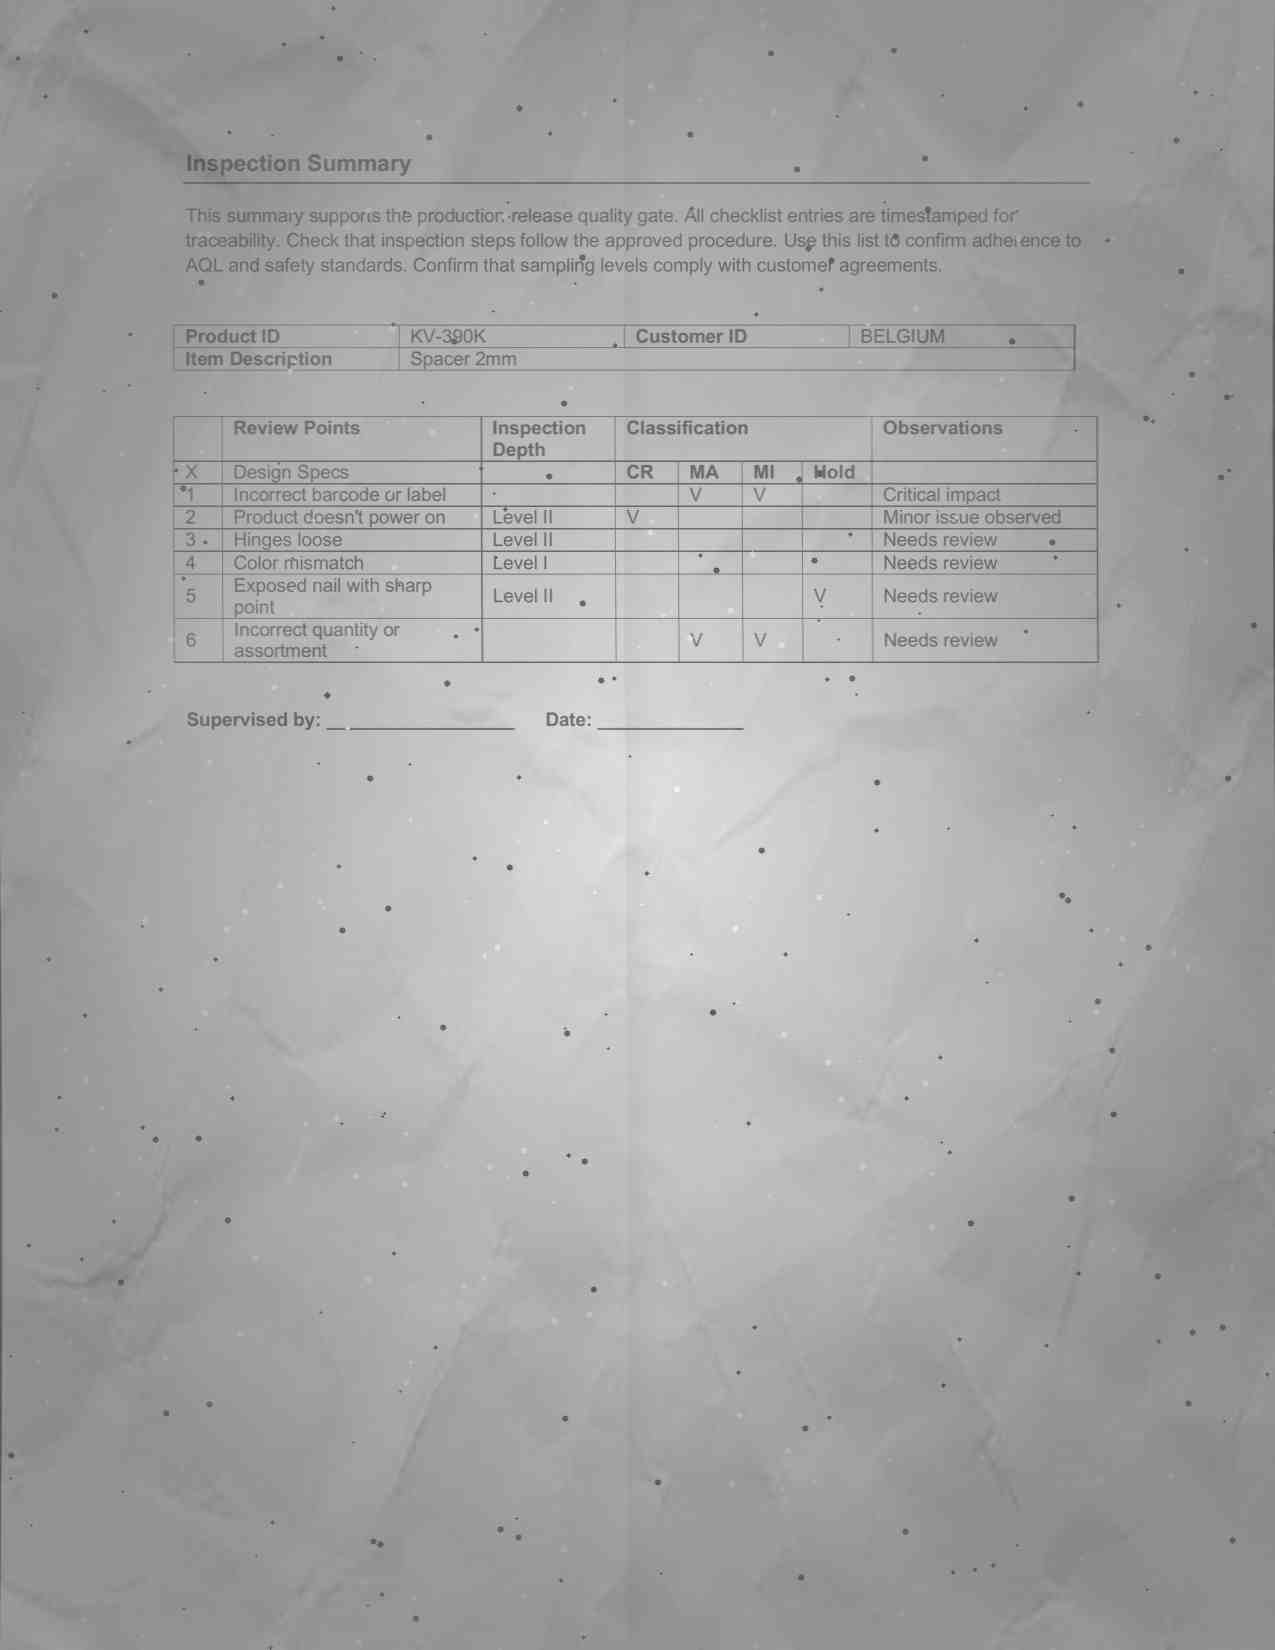 Inspection Summary
This summary supports the production-release quality gate. All checklist entries are timestamped for
traceability. Check that inspection steps follow the approved procedure. Use this list to confirm adherence to
AQL and safety standards. Confirm that sampling levels comply with customer agreements.
Product ID KV-390K Customer ID BELGIUM
Item Description Spacer 2mm
Review Points Inspection Depth Classification Observations
X Design Specs CR MA MI Hold
1 Incorrect barcode or label V V Critical impact
2 Product doesn't power on Level II V Minor issue observed
3 Hinges loose Level II Needs review
4 Color mismatch Level I Needs review
5 Exposed nail with sharp point Level II V Needs review
6 Incorrect quantity or assortment V V Needs review
Supervised by: ________________ Date: ______________